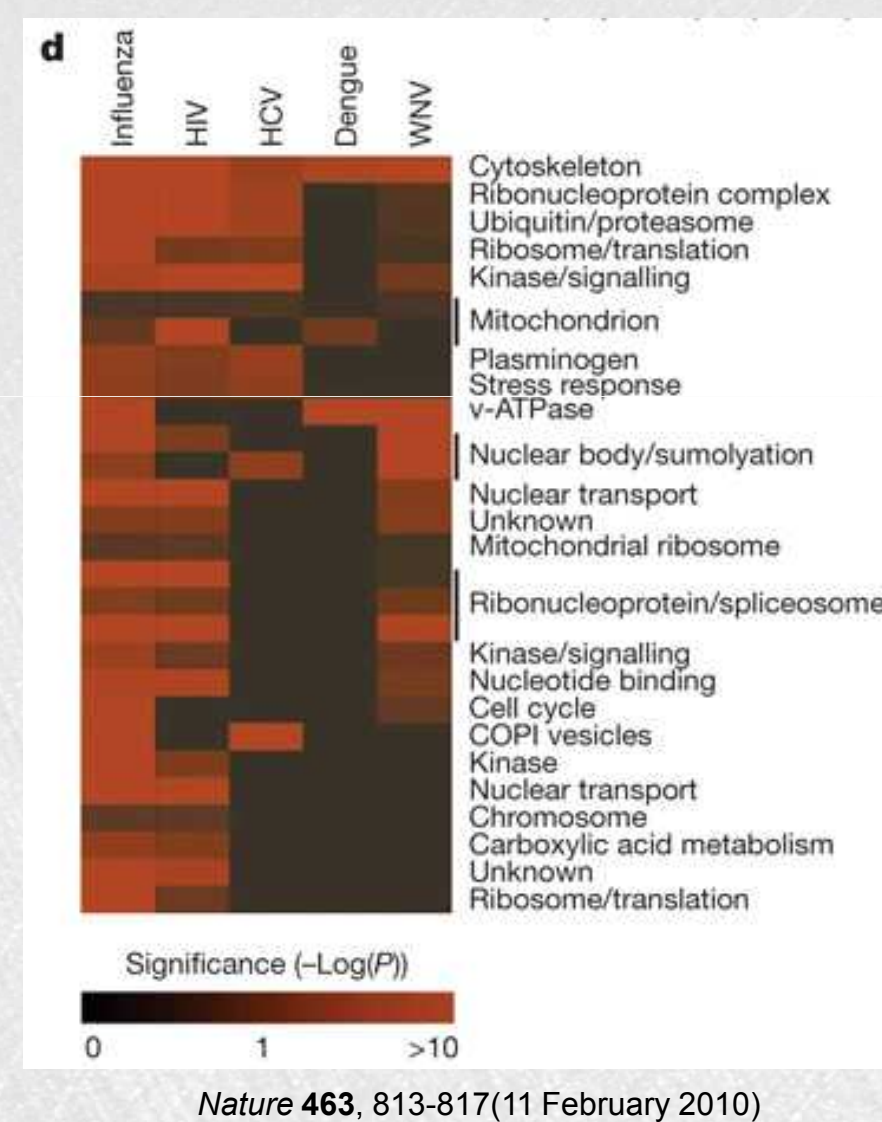 d
Influenza
HIV
HCV
Dengue
WNV
Cytoskeleton
Ribonucleoprotein complex
Ubiquitin/proteasome
Ribosome/translation
Kinase/signalling
Mitochondrion
Plasminogen
Stress response
v-ATPase
Nuclear body/sumolyation
Nuclear transport
Unknown
Mitochondrial ribosome
Ribonucleoprotein/spliceosome
Kinase/signalling
Nucleotide binding
Cell cycle
COPI vesicles
Kinase
Nuclear transport
Chromosome
Carboxylic acid metabolism
Unknown
Ribosome/translation
Significance (–Log(P))
0 1 >10
Nature 463, 813-817(11 February 2010)